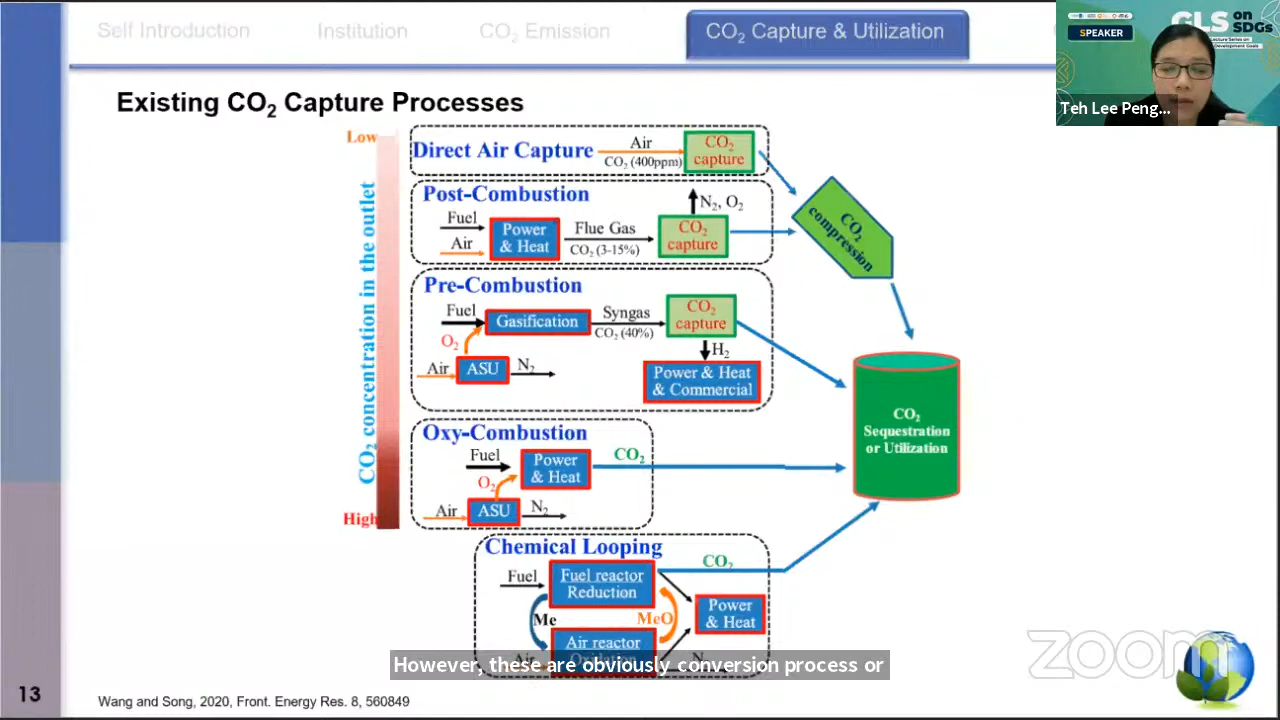 Self Introduction
Institution
CO₂ Emission
CO₂ Capture & Utilization
GLS on SDGs
SPEAKER
Teh Lee Peng...
Existing CO₂ Capture Processes
Low
CO₂ concentration in the outlet
High
Direct Air Capture
Air
CO₂ (400ppm)
CO₂ capture
Post-Combustion
Fuel
Air
Power & Heat
Flue Gas
CO₂ (3-15%)
N₂, O₂
CO₂ capture
CO₂ compression
Pre-Combustion
Fuel
O₂
Gasification
Syngas
CO₂ (40%)
CO₂ capture
H₂
Air
ASU
N₂
Power & Heat & Commercial
CO₂
Sequestration
or Utilization
Oxy-Combustion
Fuel
O₂
Power & Heat
CO₂
Air
ASU
N₂
Chemical Looping
Fuel
Fuel reactor
Reduction
CO₂
Me
MeO
Power & Heat
Air reactor
However, these are obviously conversion process or
zoom
13
Wang and Song, 2020, Front. Energy Res. 8, 560849